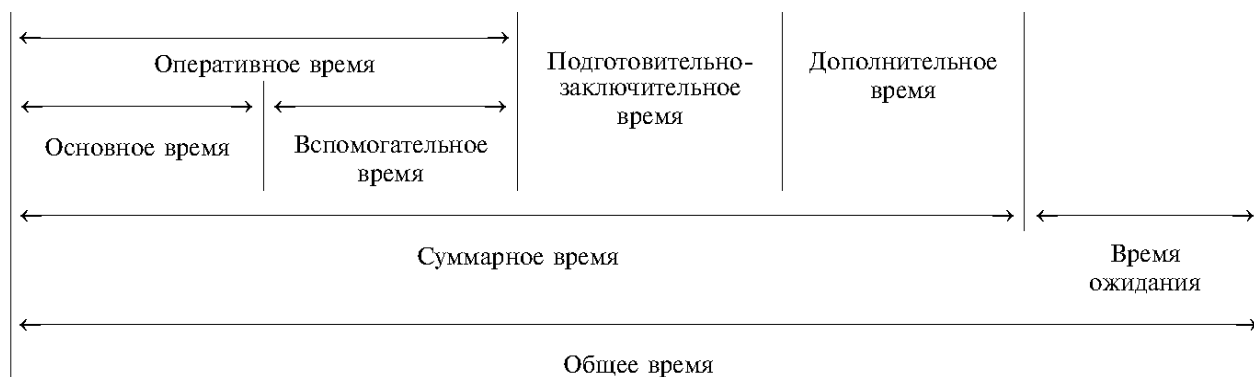 Оперативное время
Подготовительно-
заключительное
время
Дополнительное
время
Основное время
Вспомогательное
время
Суммарное время
Время
ожидания
Общее время